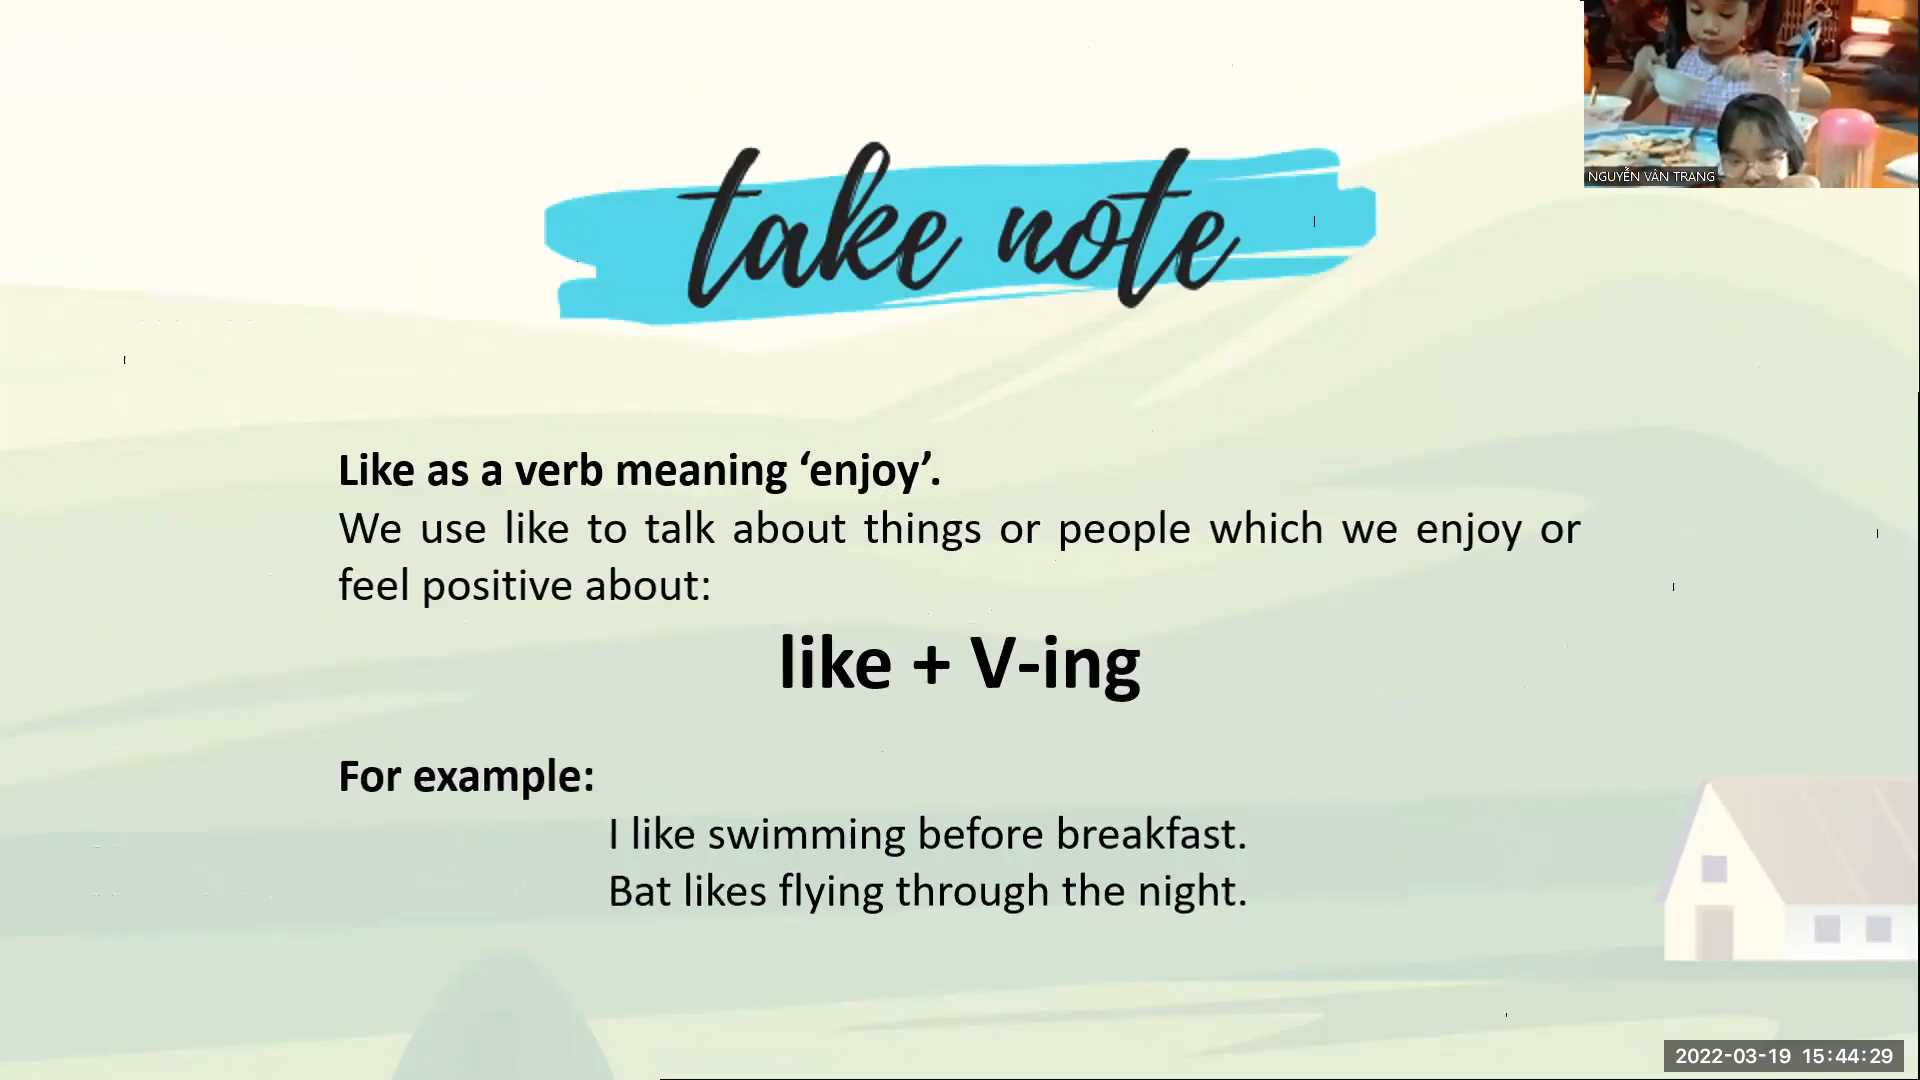 NGUYỄN VÂN TRANG
take note
Like as a verb meaning ‘enjoy’.
We use like to talk about things or people which we enjoy or
feel positive about:
like + V-ing
For example:
I like swimming before breakfast.
Bat likes flying through the night.
2022-03-19 15:44:29